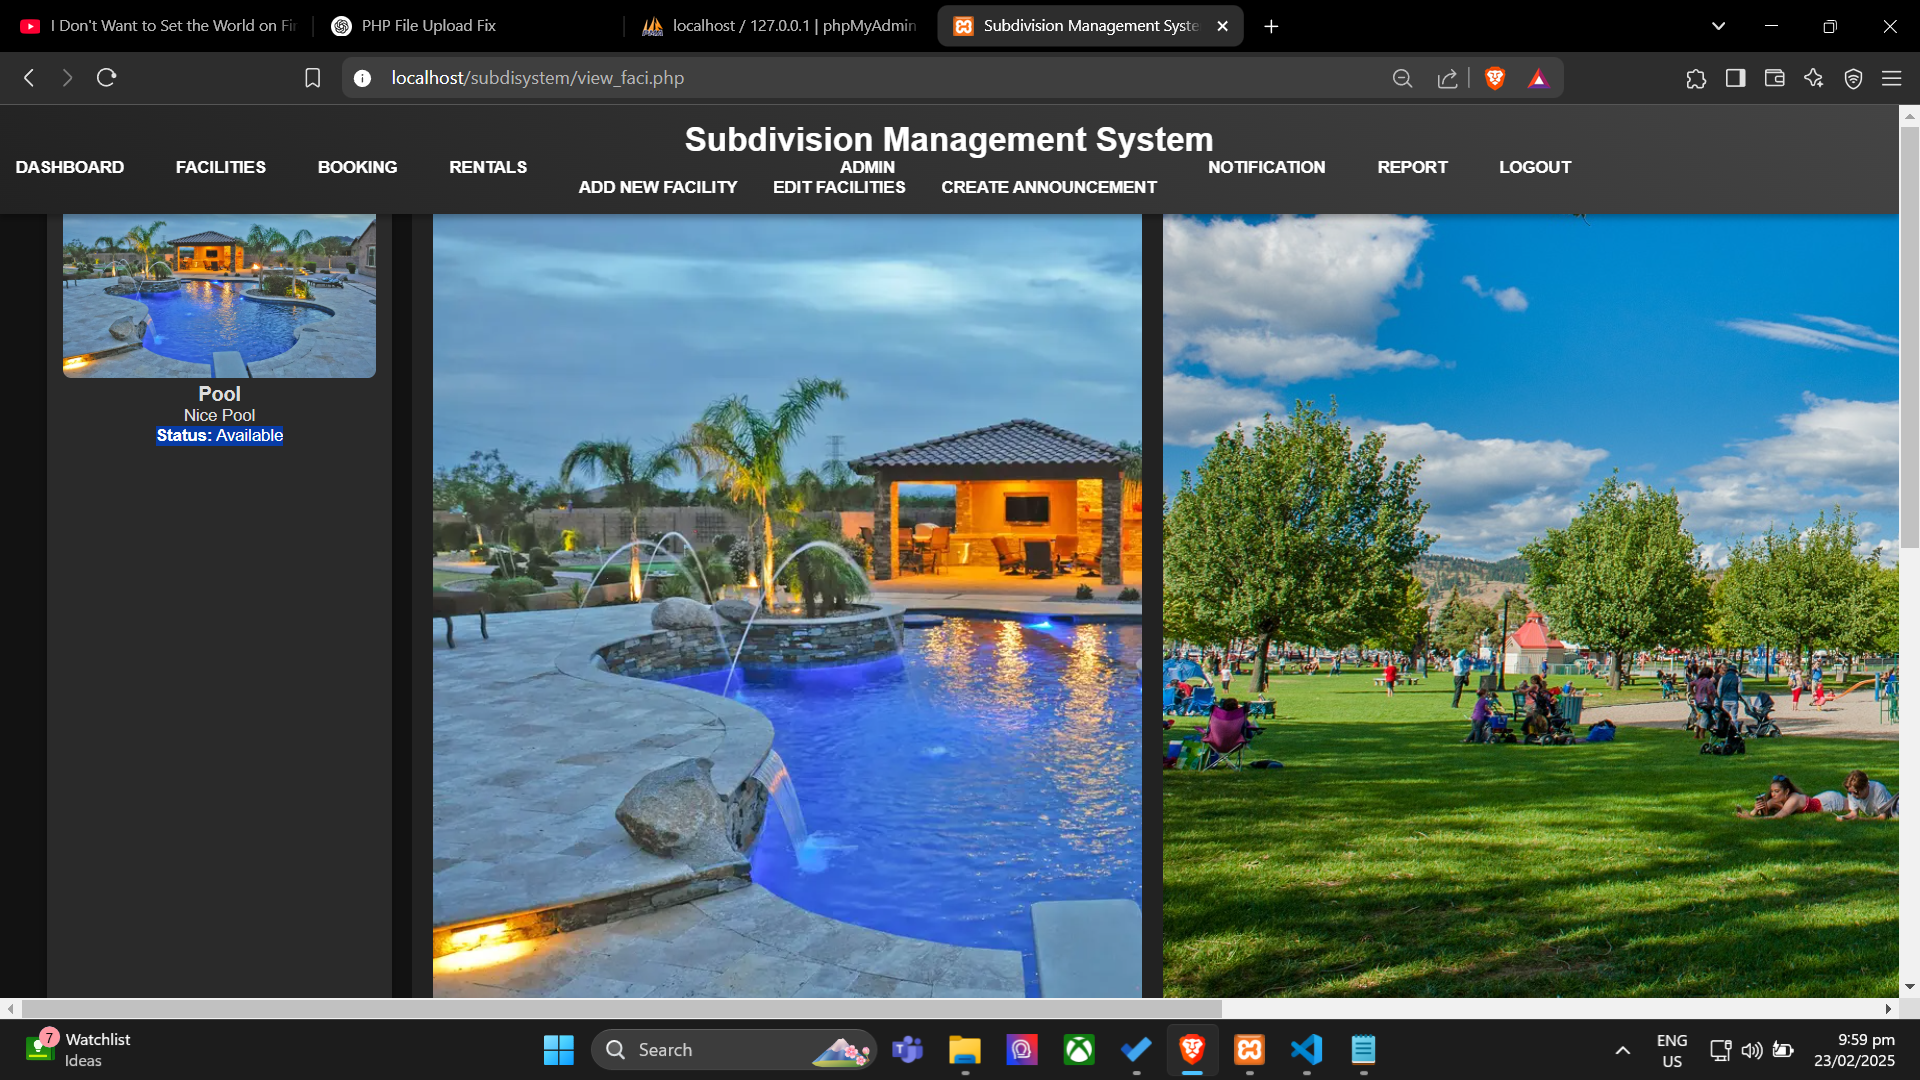 I Don't Want to Set the World on Fir
PHP File Upload Fix
localhost / 127.0.0.1 | phpMyAdmin
Subdivision Management Syste
localhost/subdisystem/view_faci.php
Subdivision Management System
DASHBOARD FACILITIES BOOKING RENTALS ADMIN NOTIFICATION REPORT LOGOUT
ADD NEW FACILITY EDIT FACILITIES CREATE ANNOUNCEMENT
Pool
Nice Pool
Status: Available
7
Watchlist
Ideas
Search
ENG
US
9:59 pm
23/02/2025